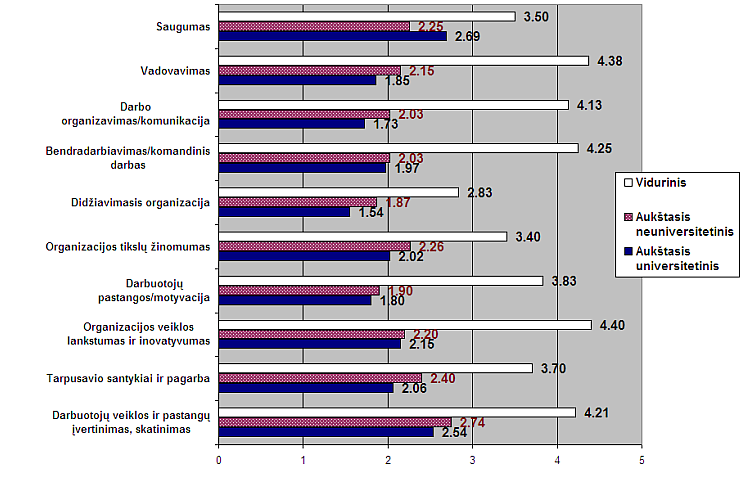 Saugumas
3.50
2.25
2.69
Vadovavimas
4.38
2.15
1.85
Darbo
organizavimas/komunikacija
4.13
2.03
1.73
Bendradarbiavimas/komandinis
darbas
4.25
2.03
1.97
Didžiavimasis organizacija
2.83
1.87
1.54
Organizacijos tikslų žinomumas
3.40
2.26
2.02
Darbuotojų
pastangos/motyvacija
3.83
1.90
1.80
Organizacijos veiklos
lankstumas ir inovatyvumas
4.40
2.20
2.15
Tarpusavio santykiai ir pagarba
3.70
2.40
2.06
Darbuotojų veiklos ir pastangų
įvertinimas, skatinimas
4.21
2.74
2.54
0 1 2 3 4 5
Vidurinis
Aukštasis
neuniversitetinis
Aukštasis
universitetinis